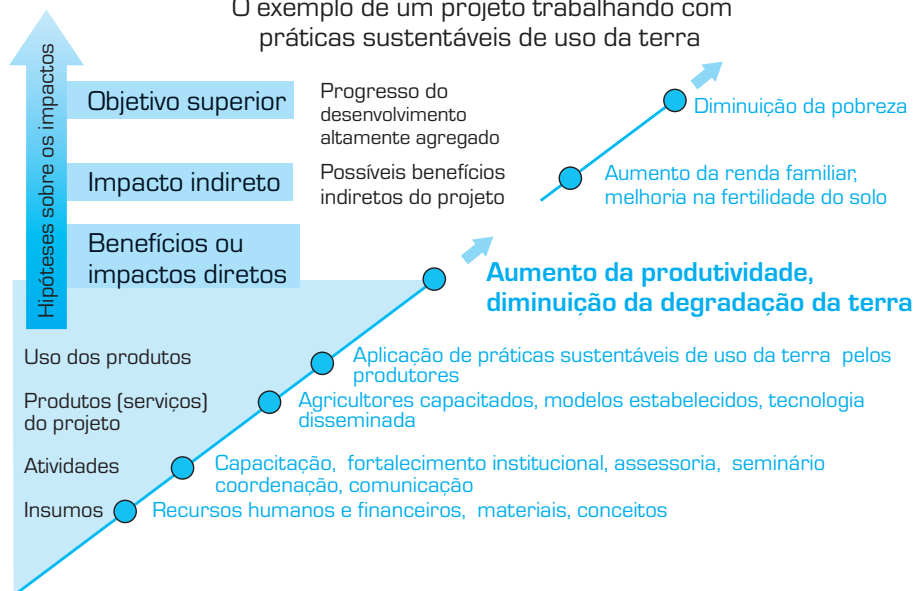 O exemplo de um projeto trabalhando com
práticas sustentáveis de uso da terra
Hipóteses sobre os impactos
Objetivo superior
Progresso do
desenvolvimento
altamente agregado
Diminuição da pobreza
Impacto indireto
Possíveis benefícios
indiretos do projeto
Aumento da renda familiar,
melhoria na fertilidade do solo
Benefícios ou
impactos diretos
Aumento da produtividade,
diminuição da degradação da terra
Uso dos produtos
Aplicação de práticas sustentáveis de uso da terra pelos
produtores
Produtos (serviços)
do projeto
Agricultores capacitados, modelos estabelecidos, tecnologia
disseminada
Atividades
Capacitação, fortalecimento institucional, assessoria, seminário
coordenação, comunicação
Insumos
Recursos humanos e financeiros, materiais, conceitos